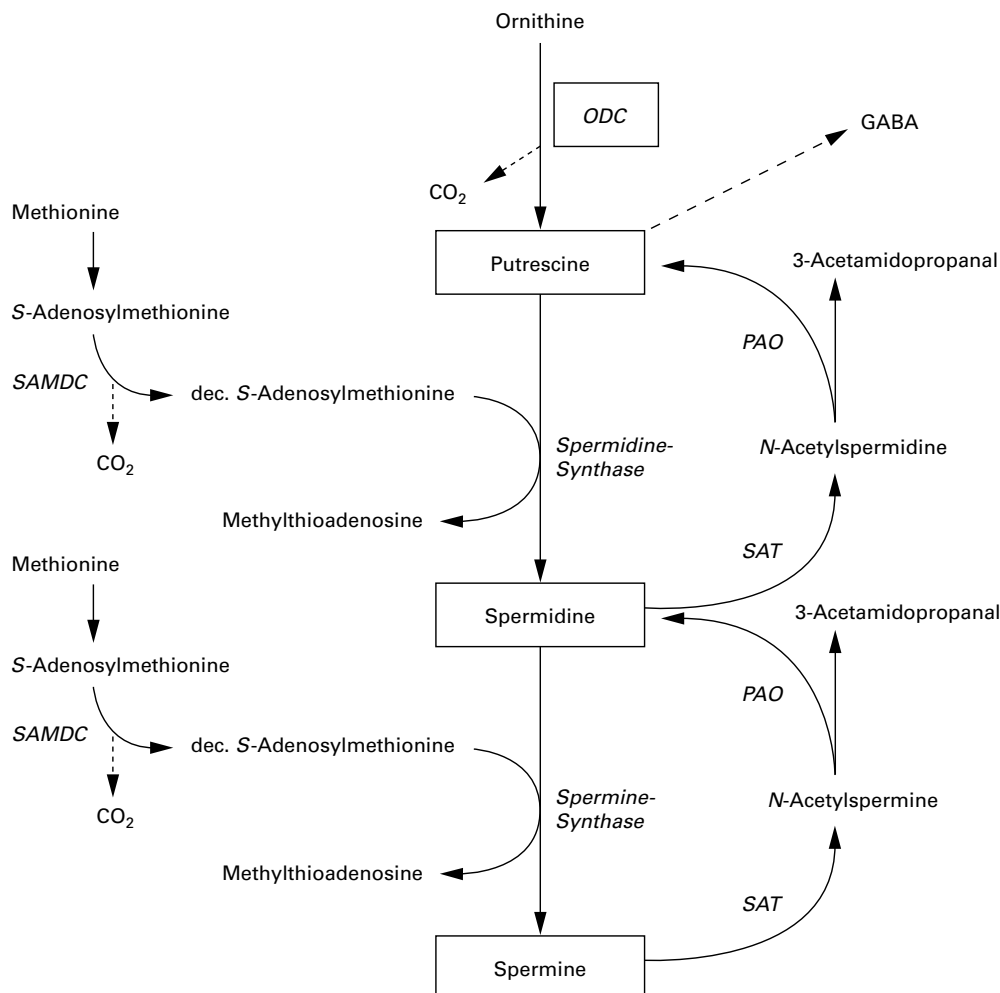 Ornithine
ODC
GABA
CO2
Methionine
Putrescine
3-Acetamidopropanal
S-Adenosylmethionine
PAO
SAMDC
dec. S-Adenosylmethionine
Spermidine-
Synthase
N-Acetylspermidine
CO2
Methylthioadenosine
SAT
Methionine
Spermidine
3-Acetamidopropanal
S-Adenosylmethionine
PAO
SAMDC
dec. S-Adenosylmethionine
Spermine-
Synthase
N-Acetylspermine
CO2
Methylthioadenosine
SAT
Spermine